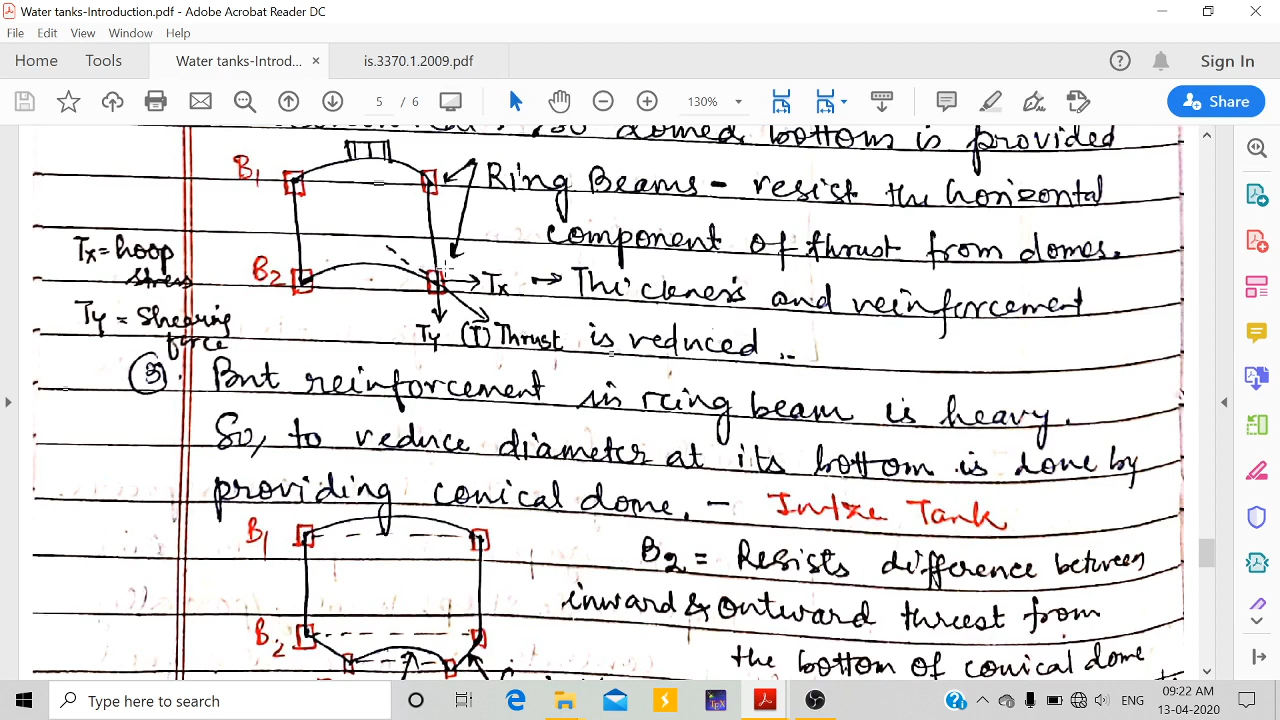 Water tanks-Introduction.pdf - Adobe Acrobat Reader DC
File Edit View Window Help
Home Tools Water tanks-Introd... × is.3370.1.2009.pdf Sign In
5 / 6 130% Share
domed bottom is provided
B1 Ring Beams - resist the horizontal
component of thrust from domes.
Tx = hoop stress
B2 Tx → Thickness and reinforcement
Ty = Shearing force
Ty (T) Thrust is reduced ..
But reinforcement in rcing beam is heavy.
So, to reduce diameter at its bottom is done by
providing conical dome. - Intze Tank
B1
B2 = Resists difference between
inward & outward thrust from
B2
the bottom of conical dome
Type here to search
ENG 09:22 AM
13-04-2020